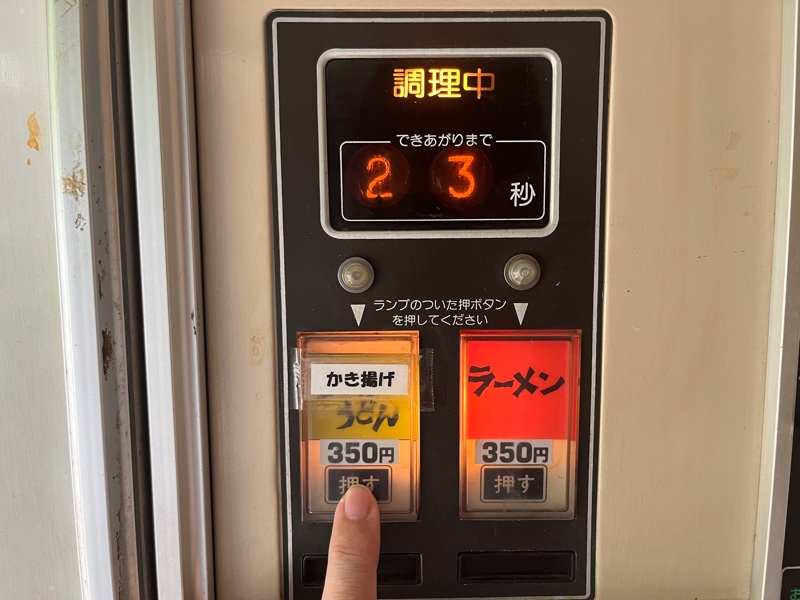 調理中
できあがりまで
23秒
ランプのついた押ボタン
を押してください
かき揚げ
うどん
350円
押す
ラーメン
350円
押す